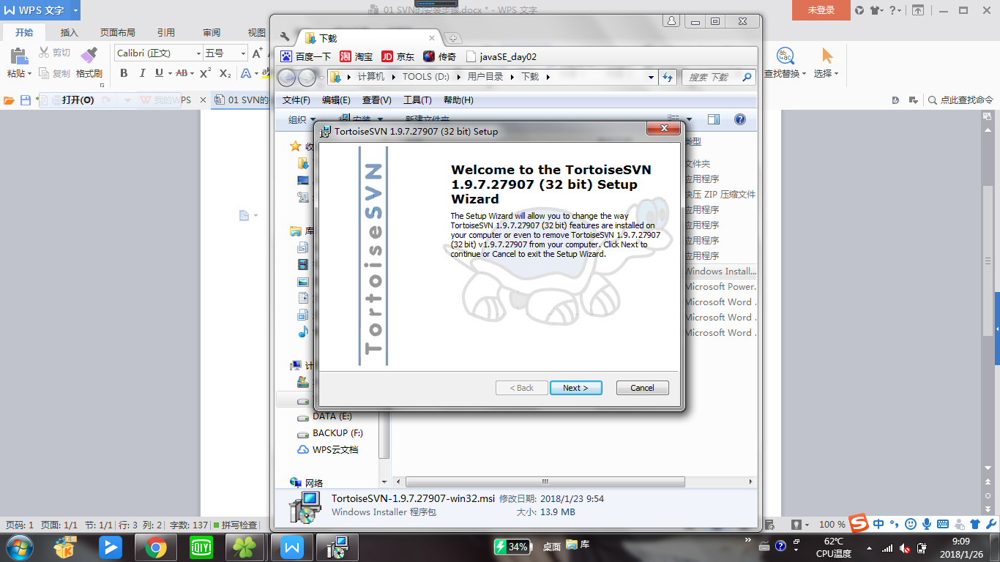 WPS 文字
01 SVN的安装步骤.docx * - WPS 文字
未登录
开始 插入 页面布局 引用 审阅 视图
粘贴 剪切 复制 格式刷
Calibri (正文) 五号
B I U AB X² X₂ A
查找替换 选择
打开(O) 我的WPS 01 SVN的
点此查找命令
下载
百度一下 淘宝 京东 传奇 javaSE_day02
计算机 TOOLS (D:) 用户目录 下载
搜索 下载
文件(F) 编辑(E) 查看(V) 工具(T) 帮助(H)
组织 安装 新建文件夹
TortoiseSVN 1.9.7.27907 (32 bit) Setup
TortoiseSVN
Welcome to the TortoiseSVN
1.9.7.27907 (32 bit) Setup
Wizard
The Setup Wizard will allow you to change the way
TortoiseSVN 1.9.7.27907 (32 bit) features are installed on
your computer or even to remove TortoiseSVN 1.9.7.27907
(32 bit) v1.9.7.27907 from your computer. Click Next to
continue or Cancel to exit the Setup Wizard.
< Back Next > Cancel
收
库
计
类型
文件夹
应用程序
快压 ZIP 压缩文件
应用程序
应用程序
应用程序
应用程序
Windows Install...
Microsoft Power.
Microsoft Word .
Microsoft Word .
Microsoft Word .
DATA (E:)
BACKUP (F:)
WPS云文档
网络
TortoiseSVN-1.9.7.27907-win32.msi 修改日期: 2018/1/23 9:54
Windows Installer 程序包 大小: 13.9 MB
页码: 1 页面: 1/1 节: 1/1 行: 3 列: 2 字数: 137 拼写检查
100 %
中
无损
QIY
34%
桌面 库
62℃
CPU温度
9:09
2018/1/26